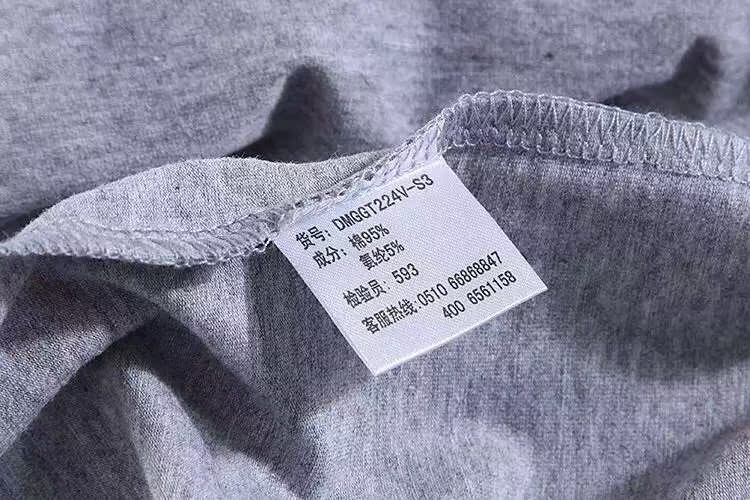 货号: DMGGT224V-S3
成分: 棉95%
氨纶5%
检验员: 593
客服热线: 0510 66868847
400 6561158